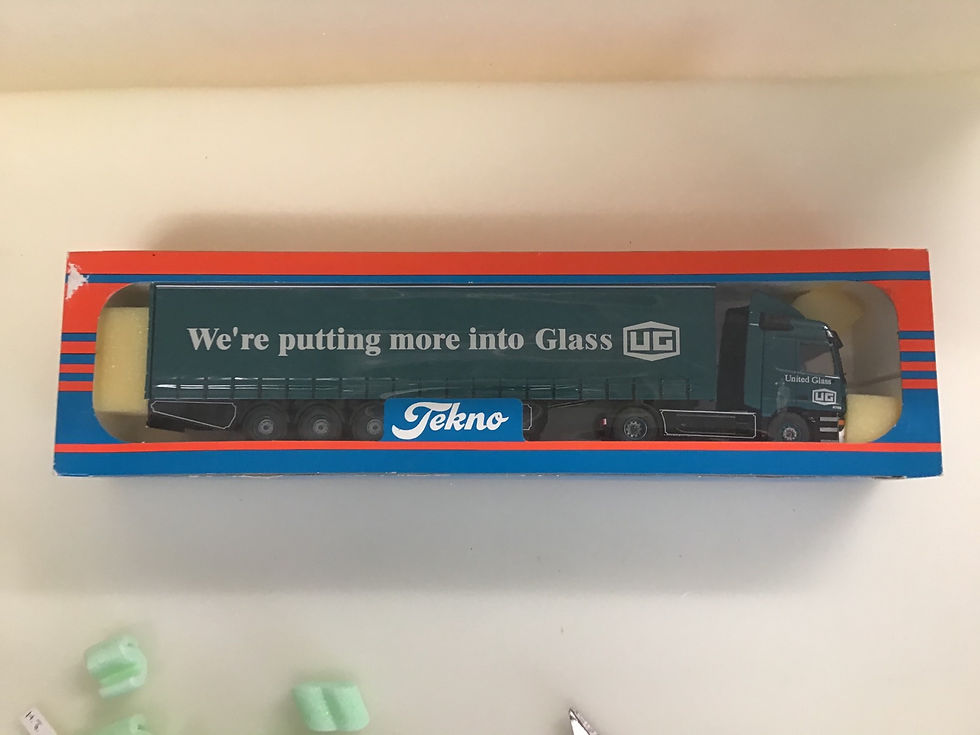 We're putting more into Glass UG
United Glass
UG
Tekno